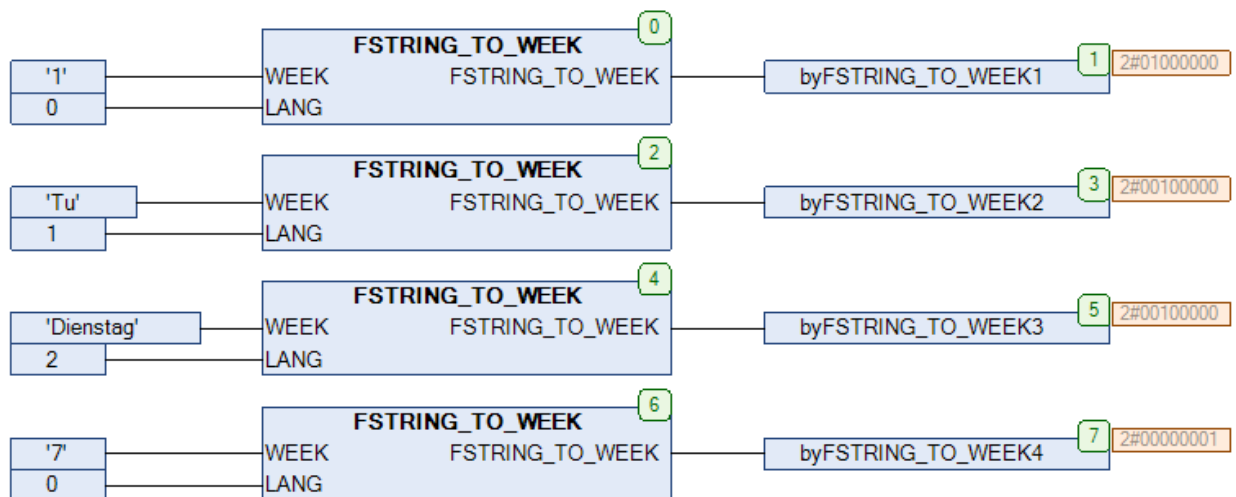 FSTRING_TO_WEEK 0
'1' WEEK FSTRING_TO_WEEK byFSTRING_TO_WEEK1 1 2#01000000
0 LANG
FSTRING_TO_WEEK 2
'Tu' WEEK FSTRING_TO_WEEK byFSTRING_TO_WEEK2 3 2#00100000
1 LANG
FSTRING_TO_WEEK 4
'Dienstag' WEEK FSTRING_TO_WEEK byFSTRING_TO_WEEK3 5 2#00100000
2 LANG
FSTRING_TO_WEEK 6
'7' WEEK FSTRING_TO_WEEK byFSTRING_TO_WEEK4 7 2#00000001
0 LANG